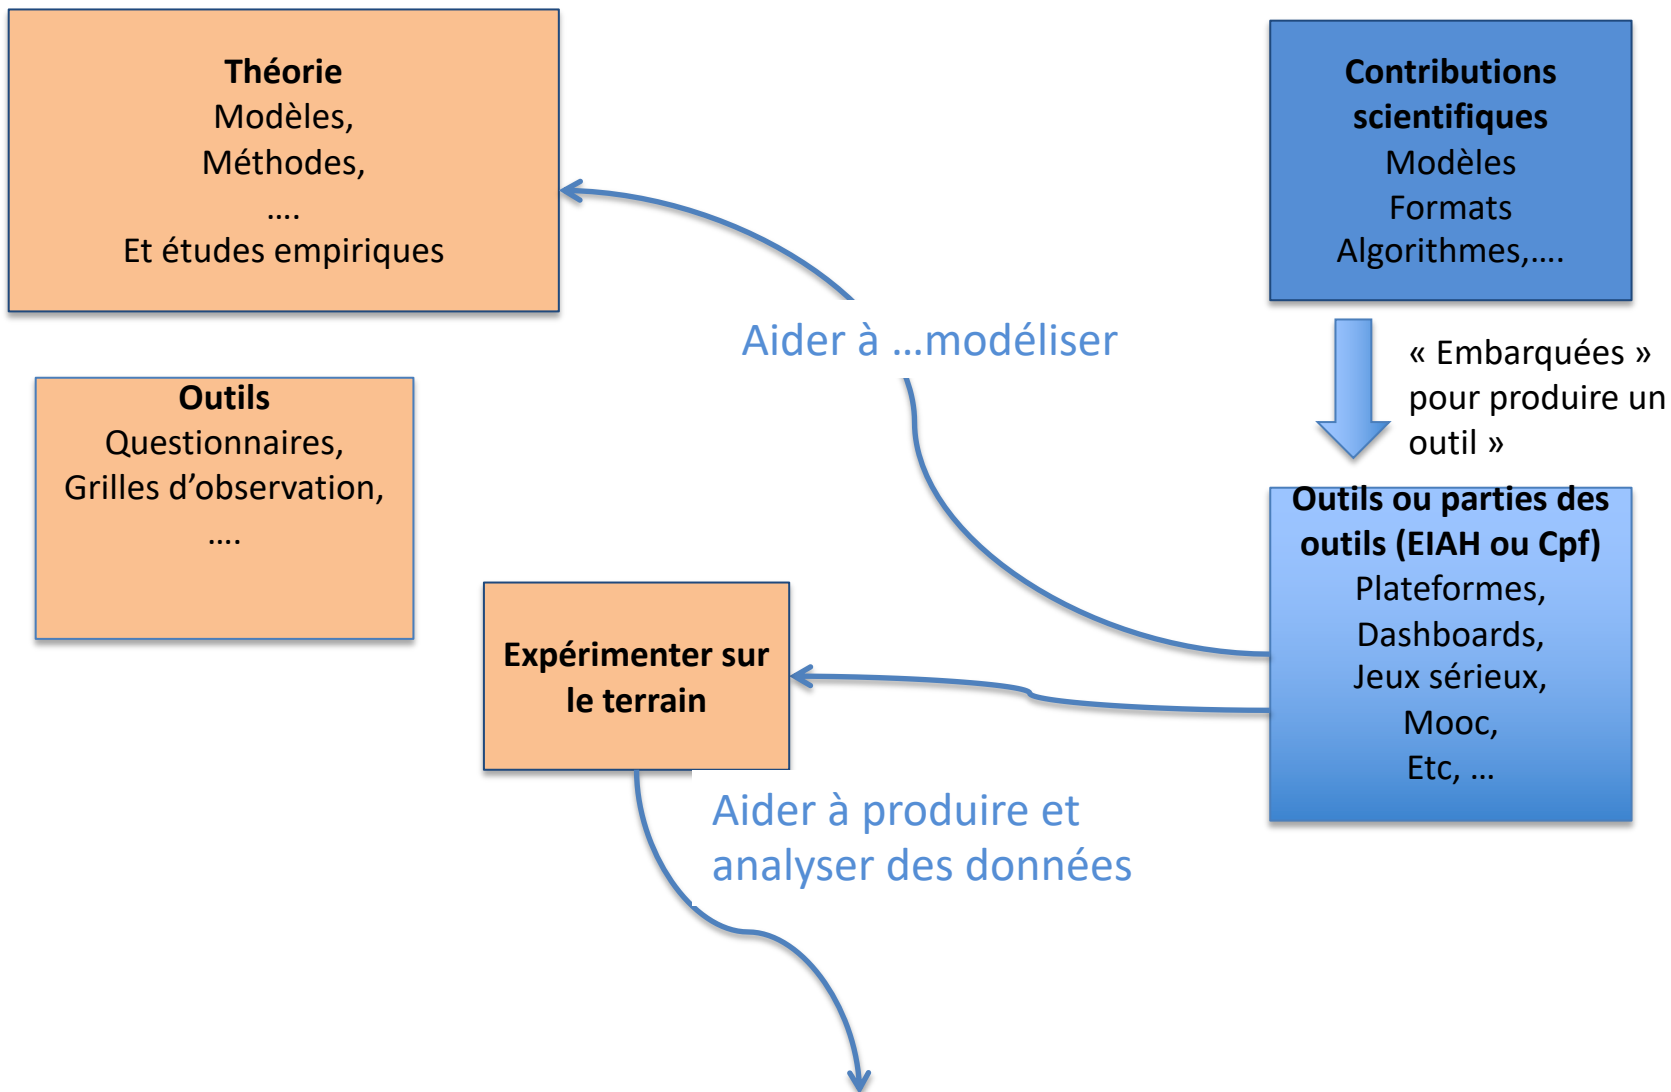 Théorie
Modèles,
Méthodes,
….
Et études empiriques
Contributions
scientifiques
Modèles
Formats
Algorithmes,….
Aider à …modéliser
« Embarquées »
pour produire un
outil »
Outils
Questionnaires,
Grilles d’observation,
….
Outils ou parties des
outils (EIAH ou Cpf)
Plateformes,
Dashboards,
Jeux sérieux,
Mooc,
Etc, …
Expérimenter sur
le terrain
Aider à produire et
analyser des données